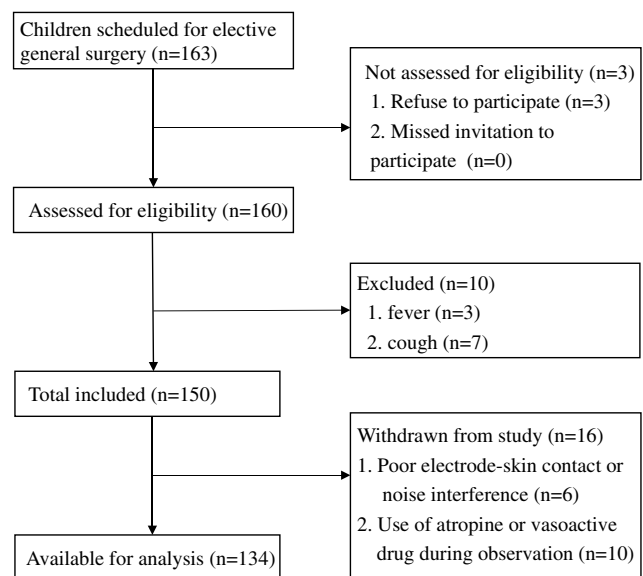 Children scheduled for elective
general surgery (n=163)
Not assessed for eligibility (n=3)
1. Refuse to participate (n=3)
2. Missed invitation to
participate (n=0)
Assessed for eligibility (n=160)
Excluded (n=10)
1. fever (n=3)
2. cough (n=7)
Total included (n=150)
Withdrawn from study (n=16)
1. Poor electrode-skin contact or
noise interference (n=6)
2. Use of atropine or vasoactive
drug during observation (n=10)
Available for analysis (n=134)